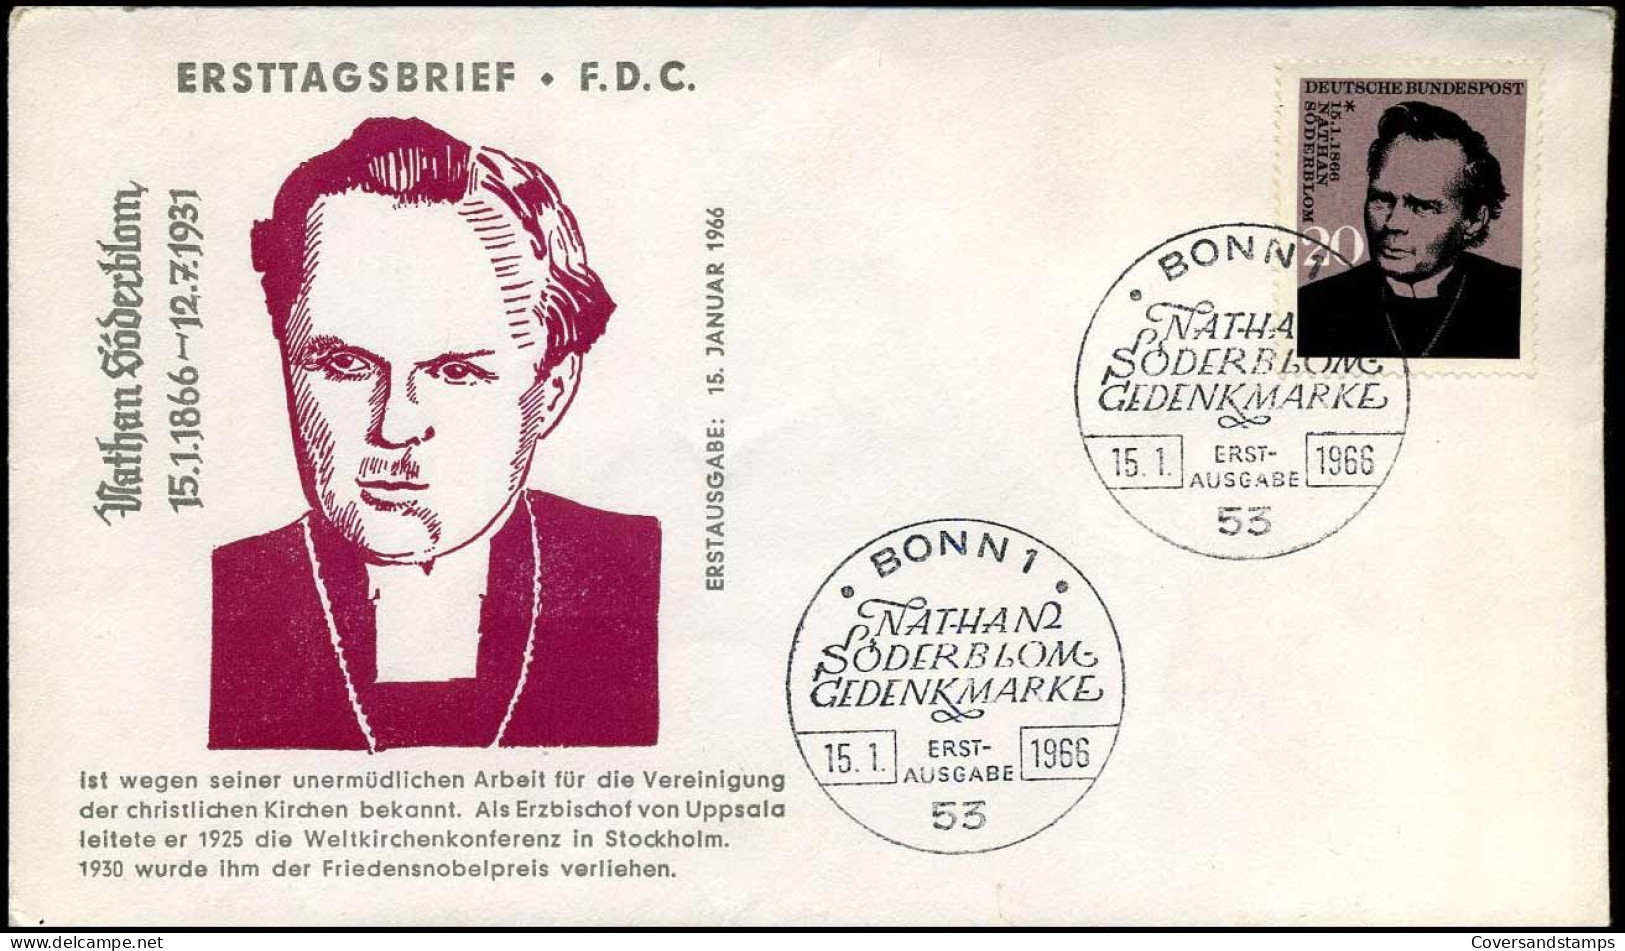 ERSTTAGSBRIEF • F.D.C.
Nathan Söderblom
15.1.1866–12.7.1931
ERSTAUSGABE: 15. JANUAR 1966
ist wegen seiner unermüdlichen Arbeit für die Vereinigung
der christlichen Kirchen bekannt. Als Erzbischof von Uppsala
leitete er 1925 die Weltkirchenkonferenz in Stockholm.
1930 wurde ihm der Friedensnobelpreis verliehen.
DEUTSCHE BUNDESPOST
* 15.1.1866
NATHAN
SÖDERBLOM
20
BONN 1
NATHA
SÖDERBLOM-
GEDENKMARKE
15.1. ERST-
AUSGABE 1966
53
• BONN 1 •
NATHAN
SÖDERBLOM-
GEDENKMARKE
15.1. ERST-
AUSGABE 1966
53
delcampe.net
Coversandstamps